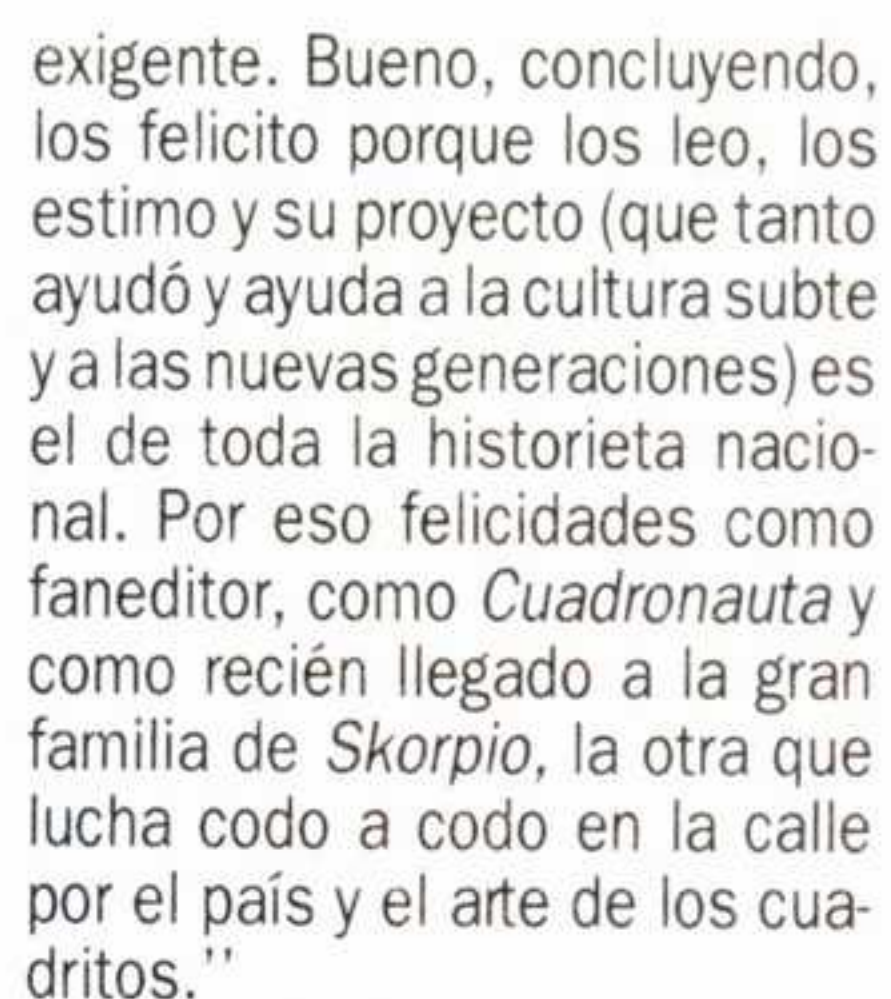 exigente. Bueno, concluyendo,
los felicito porque los leo, los
estimo y su proyecto (que tanto
ayudó y ayuda a la cultura subte
y a las nuevas generaciones) es
el de toda la historieta nacio-
nal. Por eso felicidades como
faneditor, como Cuadronauta y
como recién llegado a la gran
familia de Skorpio, la otra que
lucha codo a codo en la calle
por el país y el arte de los cua-
dritos.''